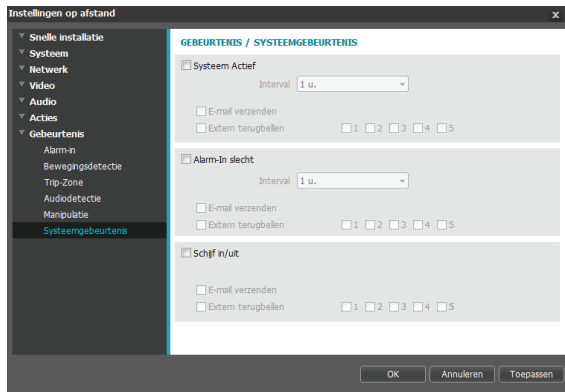 Instellingen op afstand
x
Snelle installatie
Systeem
Netwerk
Video
Audio
Acties
Gebeurtenis
Alarm-in
Bewegingsdetectie
Trip-Zone
Audiodetectie
Manipulatie
Systeemgebeurtenis
GEBEURTENIS / SYSTEEMGEBEURTENIS
Systeem Actief
Interval 1 u.
E-mail verzenden
Extern terugbellen 1 2 3 4 5
Alarm-In slecht
Interval 1 u.
E-mail verzenden
Extern terugbellen 1 2 3 4 5
Schijf in/uit
E-mail verzenden
Extern terugbellen 1 2 3 4 5
OK Annuleren Toepassen